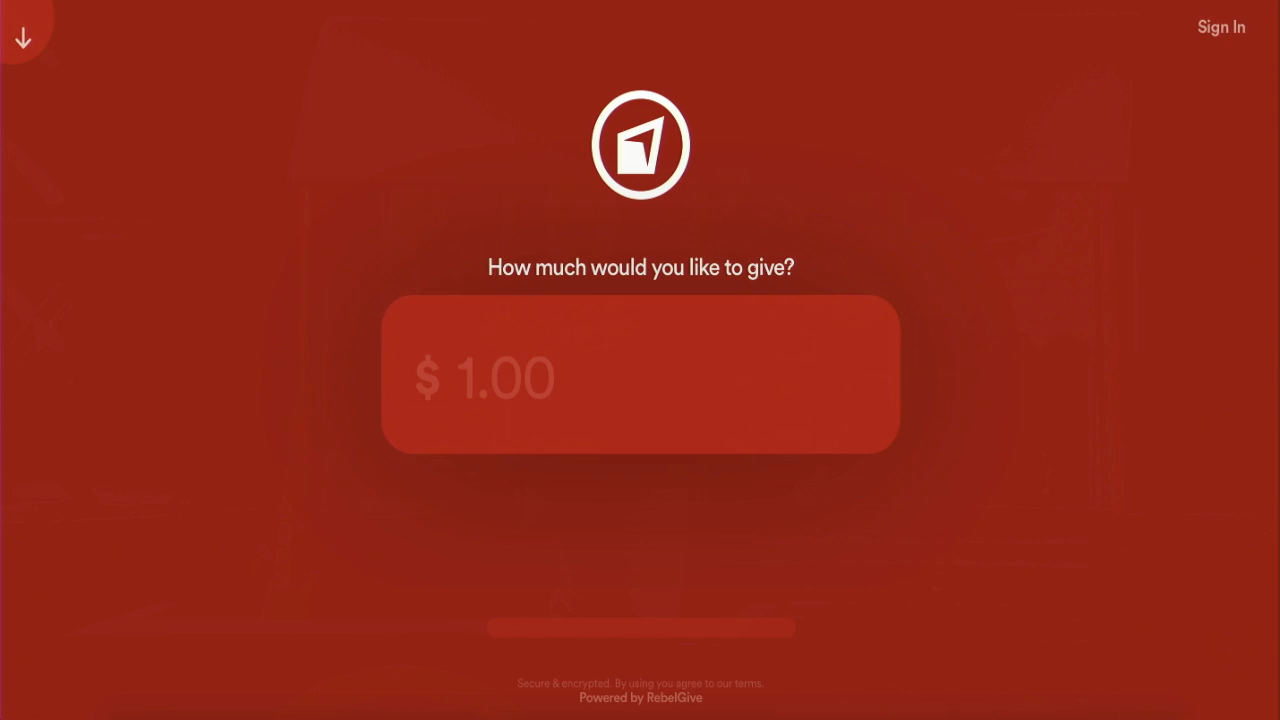 Sign In
How much would you like to give?
$ 1.00
Secure & encrypted. By using you agree to our terms.
Powered by RebelGive